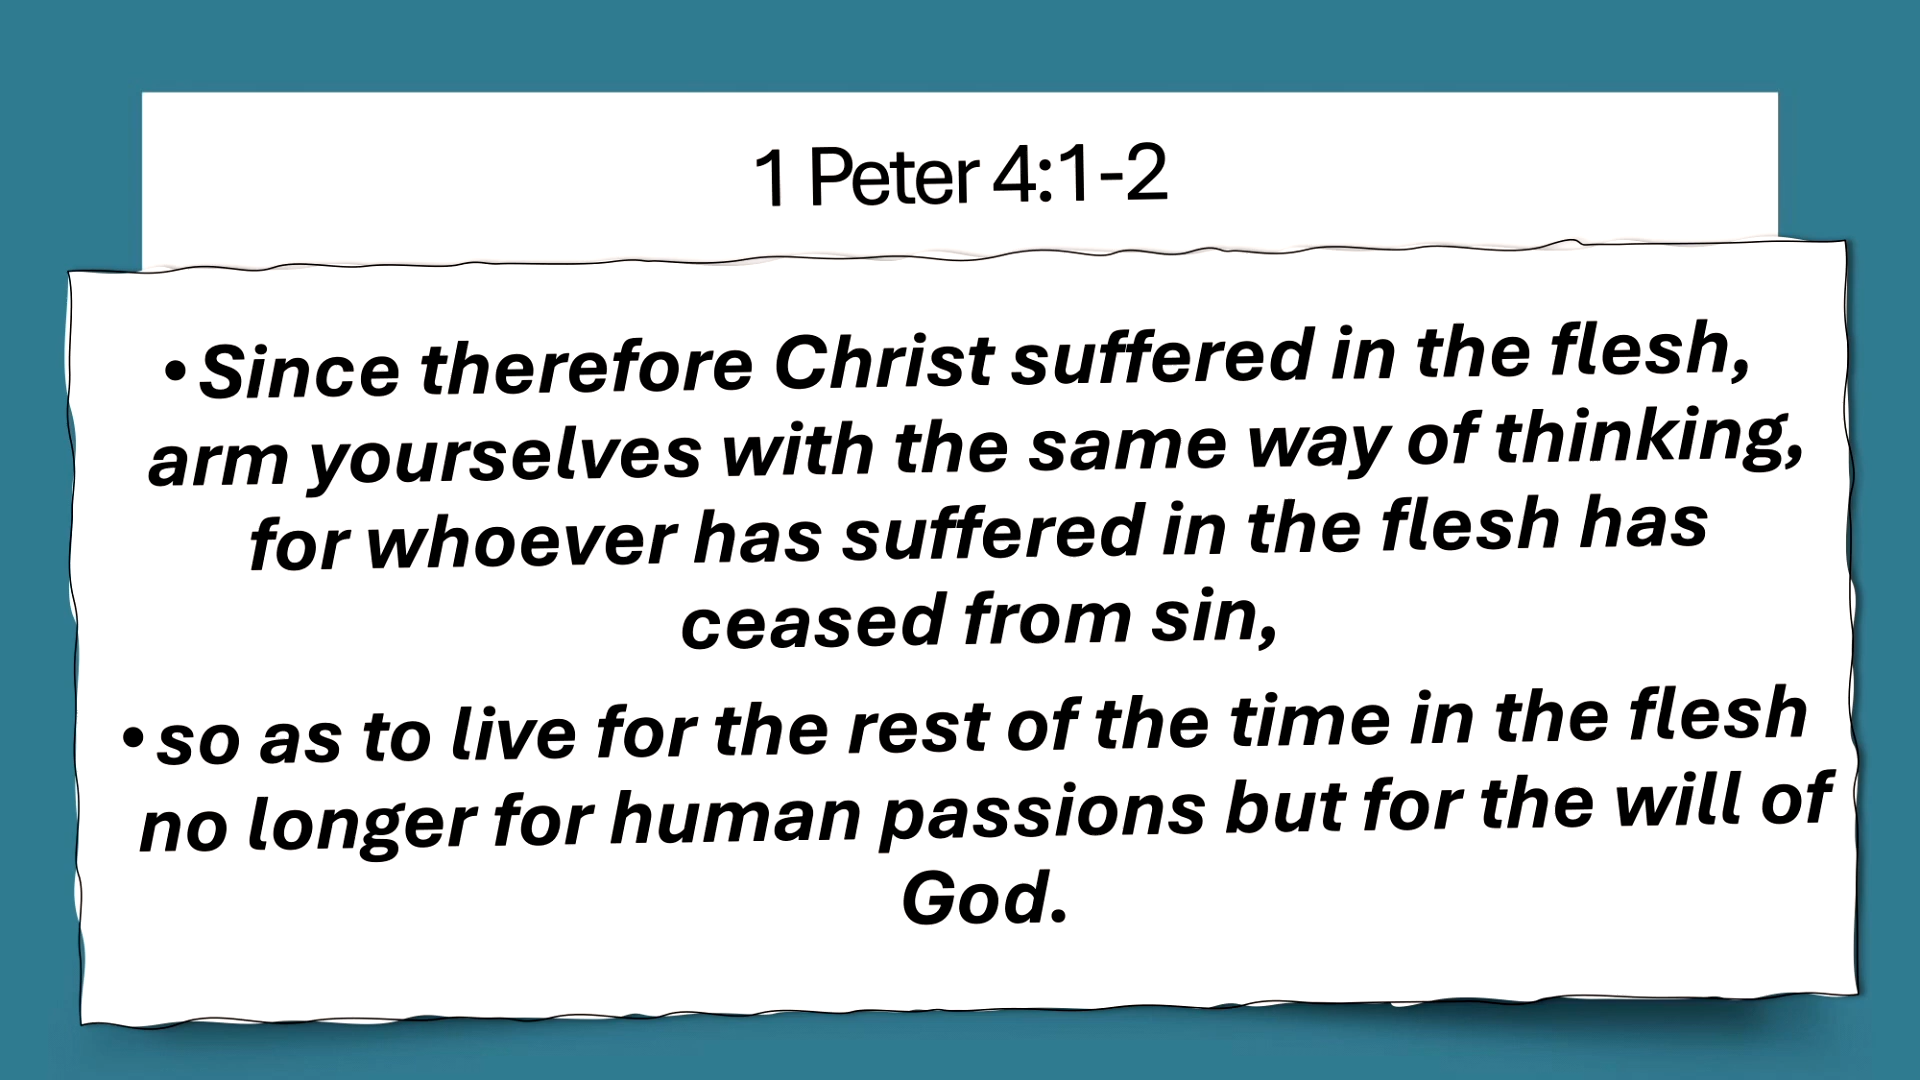 1 Peter 4:1-2
• Since therefore Christ suffered in the flesh,
arm yourselves with the same way of thinking,
for whoever has suffered in the flesh has
ceased from sin,
• so as to live for the rest of the time in the flesh
no longer for human passions but for the will of
God.